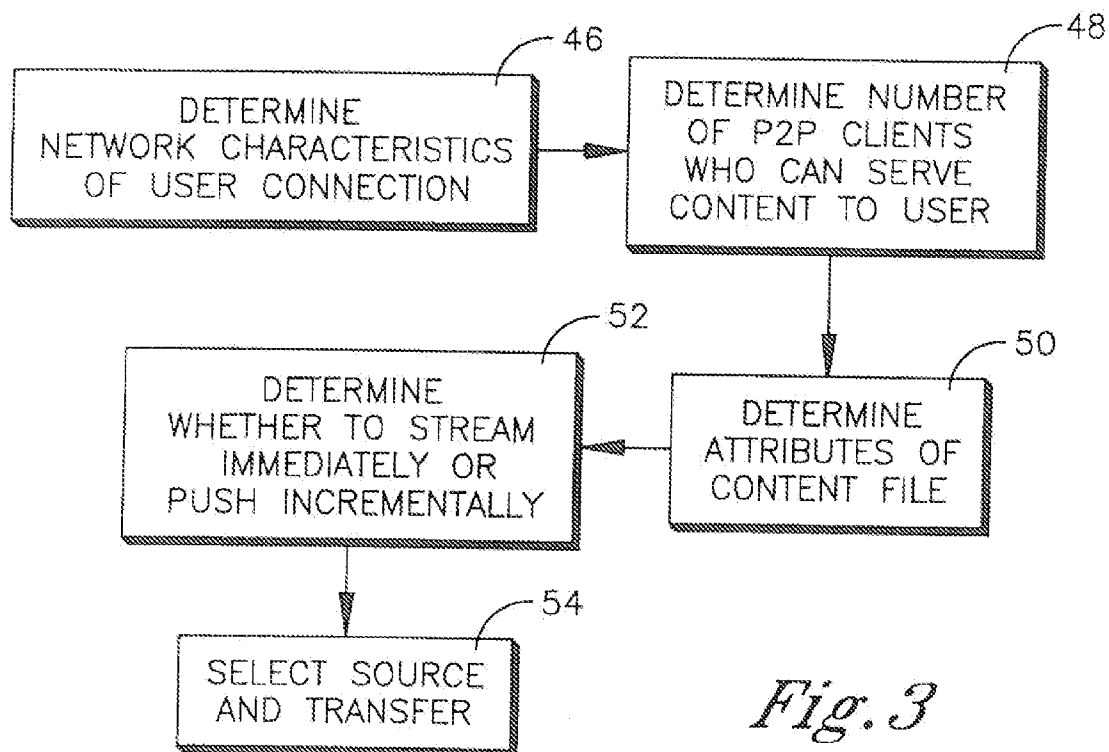 46
DETERMINE
NETWORK CHARACTERISTICS
OF USER CONNECTION
48
DETERMINE NUMBER
OF P2P CLIENTS
WHO CAN SERVE
CONTENT TO USER
50
DETERMINE
ATTRIBUTES OF
CONTENT FILE
52
DETERMINE
WHETHER TO STREAM
IMMEDIATELY OR
PUSH INCREMENTALLY
54
SELECT SOURCE
AND TRANSFER
Fig. 3